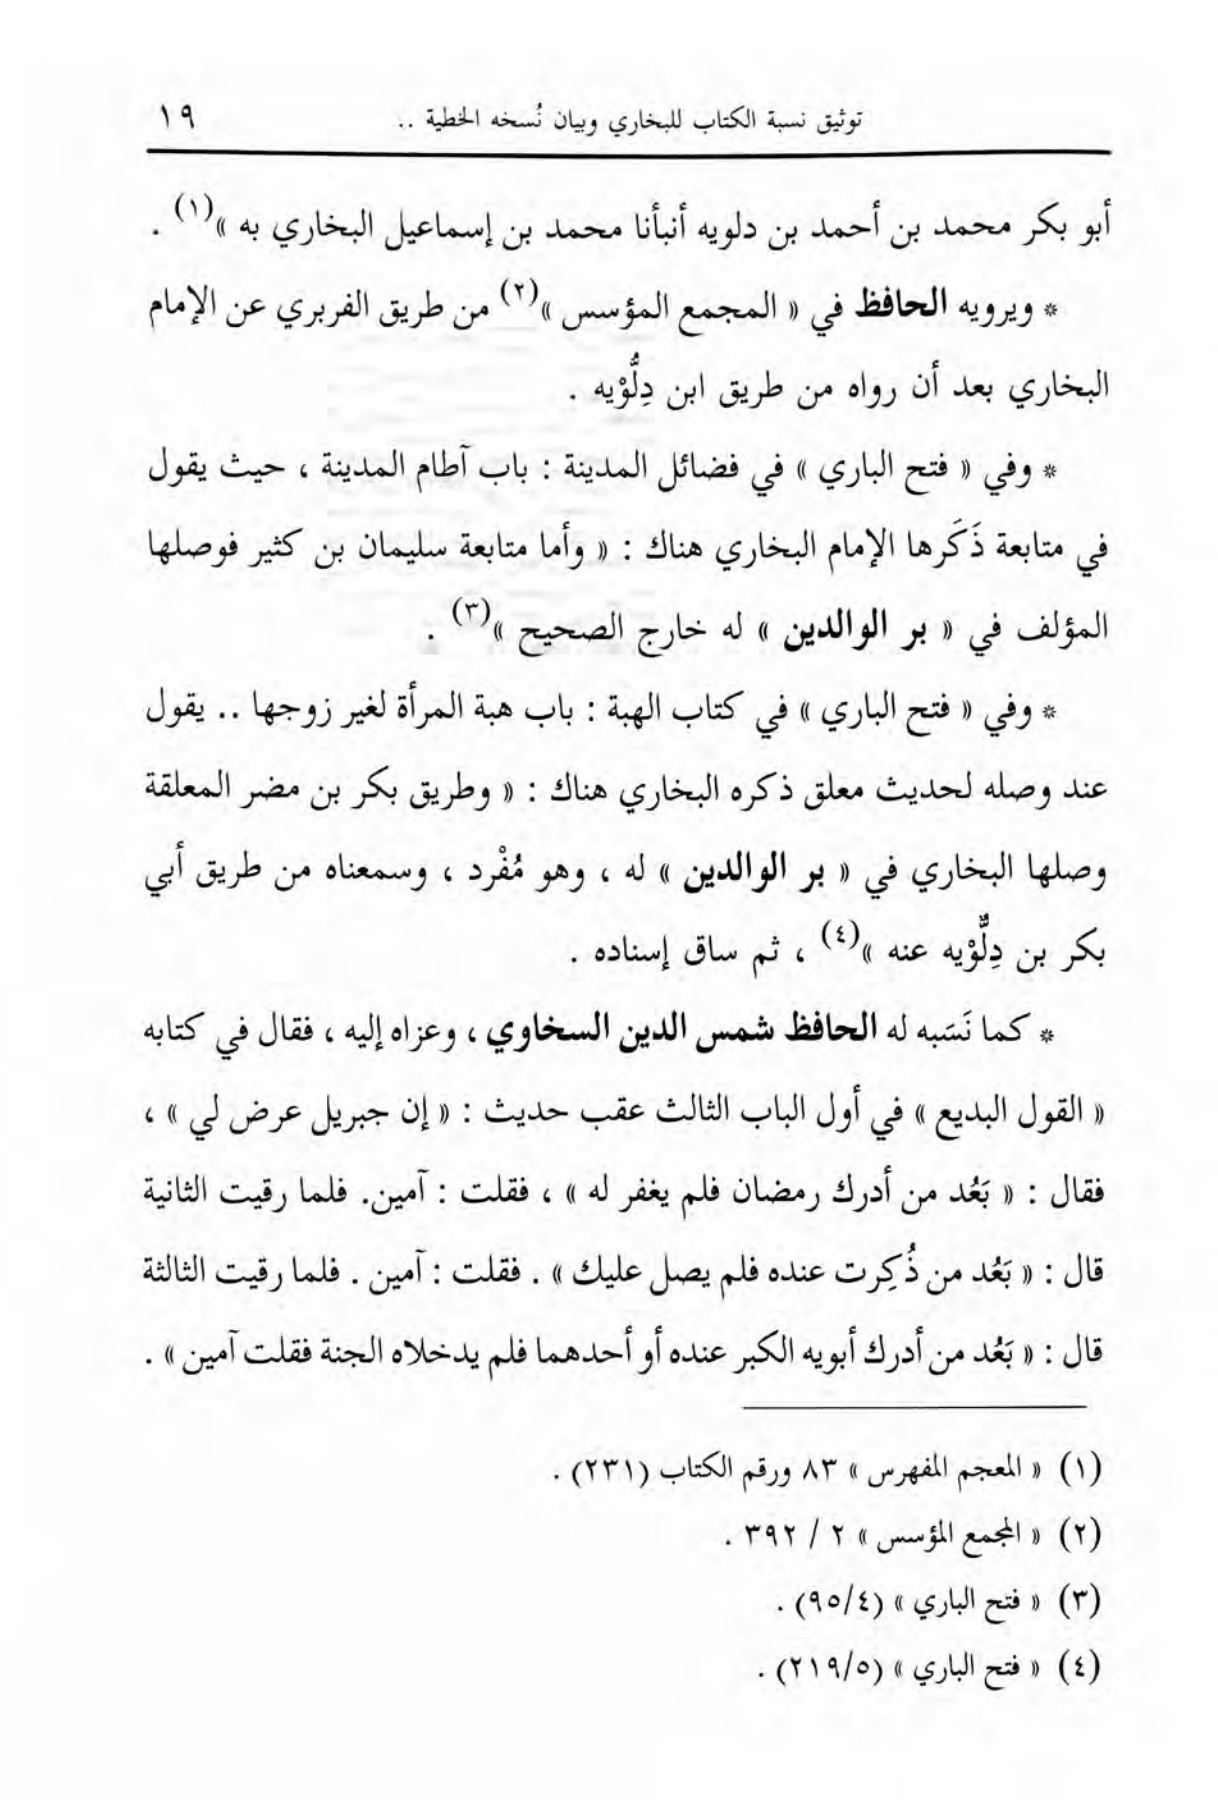 توثيق نسبة الكتاب للبخاري وبيان نُسخه الخطية .. ١٩
أبو بكر محمد بن أحمد بن دلويه أنبأنا محمد بن إسماعيل البخاري به »(١) .
* ويرويه الحافظ في « المجمع المؤسس »(٢) من طريق الفربري عن الإمام
البخاري بعد أن رواه من طريق ابن دِلُّوْيه .
* وفي « فتح الباري » في فضائل المدينة : باب آطام المدينة ، حيث يقول
في متابعة ذَكَرها الإمام البخاري هناك : « وأما متابعة سليمان بن كثير فوصلها
المؤلف في « بر الوالدين » له خارج الصحيح »(٣) .
* وفي « فتح الباري » في كتاب الهبة : باب هبة المرأة لغير زوجها .. يقول
عند وصله لحديث معلق ذكره البخاري هناك : « وطريق بكر بن مضر المعلقة
وصلها البخاري في « بر الوالدين » له ، وهو مُفْرد ، وسمعناه من طريق أبي
بكر بن دِلُّوْيه عنه »(٤) ، ثم ساق إسناده .
* كما نَسَبه له الحافظ شمس الدين السخاوي ، وعزاه إليه ، فقال في كتابه
« القول البديع » في أول الباب الثالث عقب حديث : « إن جبريل عرض لي » ،
فقال : « بَعُد من أدرك رمضان فلم يغفر له » ، فقلت : آمين. فلما رقيت الثانية
قال : « بَعُد من ذُكِرت عنده فلم يصل عليك » . فقلت : آمين . فلما رقيت الثالثة
قال : « بَعُد من أدرك أبويه الكبر عنده أو أحدهما فلم يدخلاه الجنة فقلت آمين » .
(١) « المعجم المفهرس » ٨٣ ورقم الكتاب (٢٣١) .
(٢) « المجمع المؤسس » ٢ / ٣٩٢ .
(٣) « فتح الباري » (٩٥/٤) .
(٤) « فتح الباري » (٢١٩/٥) .